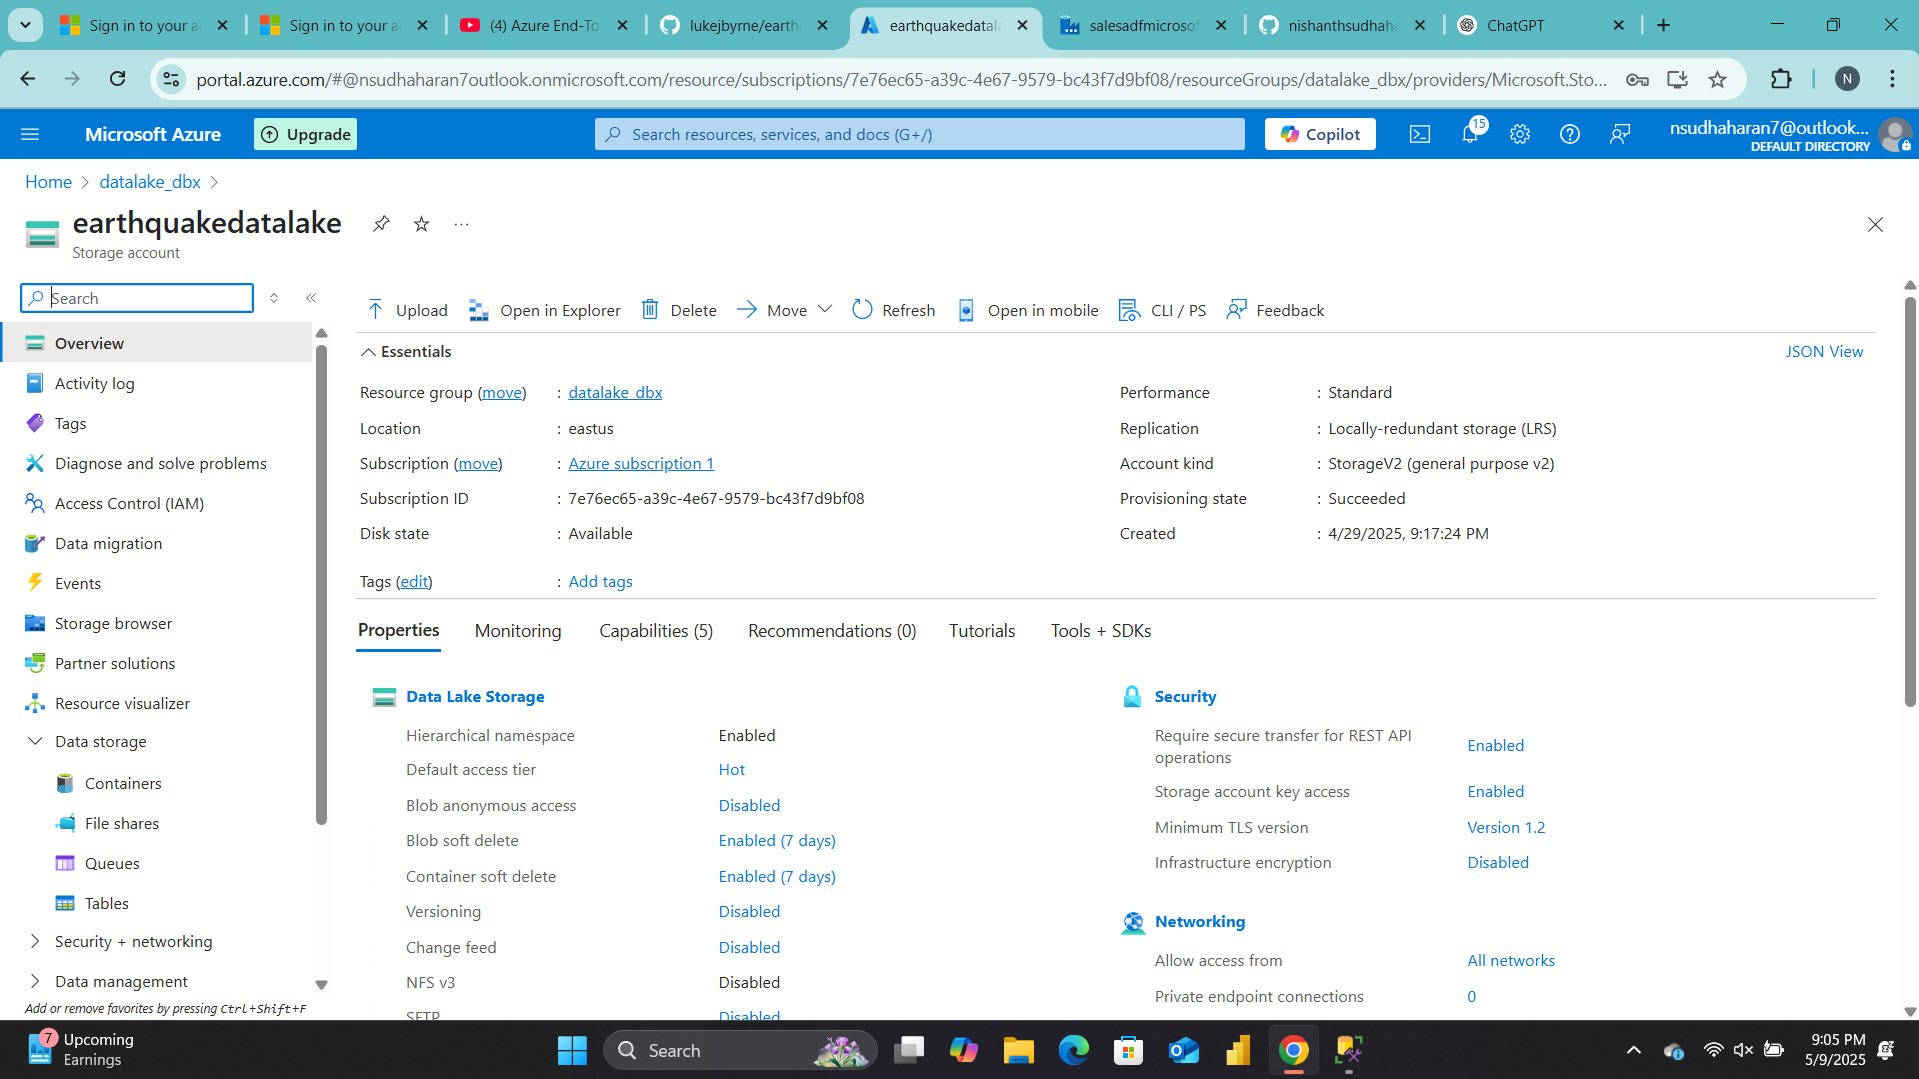 Sign in to your a
Sign in to your a
(4) Azure End-To
lukejbyrne/earth
earthquakedatala
salesadfmicrosof
nishanthsudhaha
ChatGPT
portal.azure.com/#@nsudhaharan7outlook.onmicrosoft.com/resource/subscriptions/7e76ec65-a39c-4e67-9579-bc43f7d9bf08/resourceGroups/datalake_dbx/providers/Microsoft.Sto...
N
Microsoft Azure
Upgrade
Search resources, services, and docs (G+/)
Copilot
15
nsudhaharan7@outlook...
DEFAULT DIRECTORY
Home
datalake_dbx
earthquakedatalake
...
Storage account
Search
Upload
Open in Explorer
Delete
Move
Refresh
Open in mobile
CLI / PS
Feedback
Overview
Activity log
Tags
Diagnose and solve problems
Access Control (IAM)
Data migration
Events
Storage browser
Partner solutions
Resource visualizer
Data storage
Containers
File shares
Queues
Tables
Security + networking
Data management
Add or remove favorites by pressing Ctrl+Shift+F
Essentials
JSON View
Resource group (move) : datalake_dbx
Location : eastus
Subscription (move) : Azure subscription 1
Subscription ID : 7e76ec65-a39c-4e67-9579-bc43f7d9bf08
Disk state : Available
Performance : Standard
Replication : Locally-redundant storage (LRS)
Account kind : StorageV2 (general purpose v2)
Provisioning state : Succeeded
Created : 4/29/2025, 9:17:24 PM
Tags (edit) : Add tags
Properties
Monitoring
Capabilities (5)
Recommendations (0)
Tutorials
Tools + SDKs
Data Lake Storage
Hierarchical namespace Enabled
Default access tier Hot
Blob anonymous access Disabled
Blob soft delete Enabled (7 days)
Container soft delete Enabled (7 days)
Versioning Disabled
Change feed Disabled
NFS v3 Disabled
SFTP Disabled
Security
Require secure transfer for REST API
operations Enabled
Storage account key access Enabled
Minimum TLS version Version 1.2
Infrastructure encryption Disabled
Networking
Allow access from All networks
Private endpoint connections 0
7
Upcoming
Earnings
Search
9:05 PM
5/9/2025